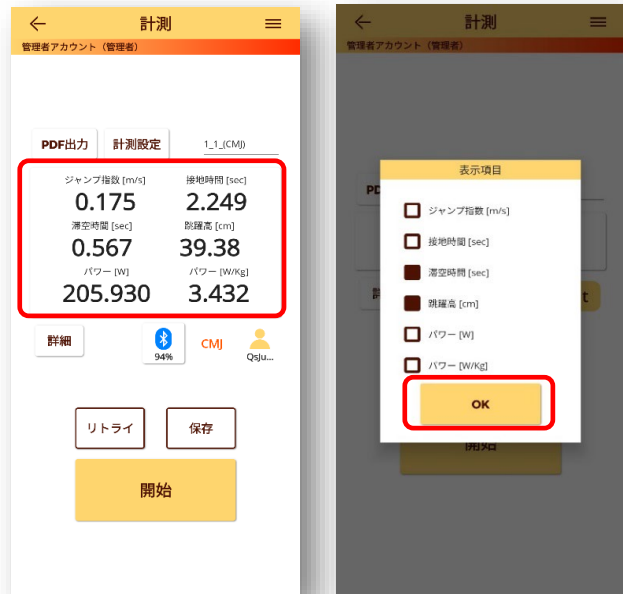 計測
管理者アカウント（管理者）
PDF出力
計測設定
1_1_(CMJ)
ジャンプ指数 [m/s]
接地時間 [sec]
0.175
2.249
滞空時間 [sec]
跳躍高 [cm]
0.567
39.38
パワー [W]
パワー [W/Kg]
205.930
3.432
詳細
94%
CMJ
QsJu...
リトライ
保存
開始
計測
管理者アカウント（管理者）
表示項目
PD
ジャンプ指数 [m/s]
接地時間 [sec]
滞空時間 [sec]
跳躍高 [cm]
パワー [W]
パワー [W/Kg]
t
OK
開始